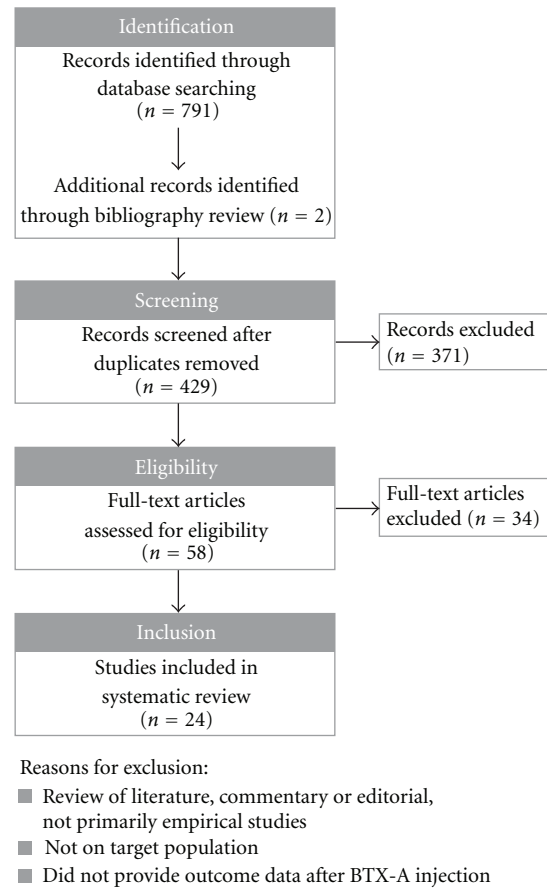 Identification
Records identified through
database searching
(n = 791)
Additional records identified
through bibliography review (n = 2)
Screening
Records screened after
duplicates removed
(n = 429)
Records excluded
(n = 371)
Eligibility
Full-text articles
assessed for eligibility
(n = 58)
Full-text articles
excluded (n = 34)
Inclusion
Studies included in
systematic review
(n = 24)
Reasons for exclusion:
Review of literature, commentary or editorial,
not primarily empirical studies
Not on target population
Did not provide outcome data after BTX-A injection